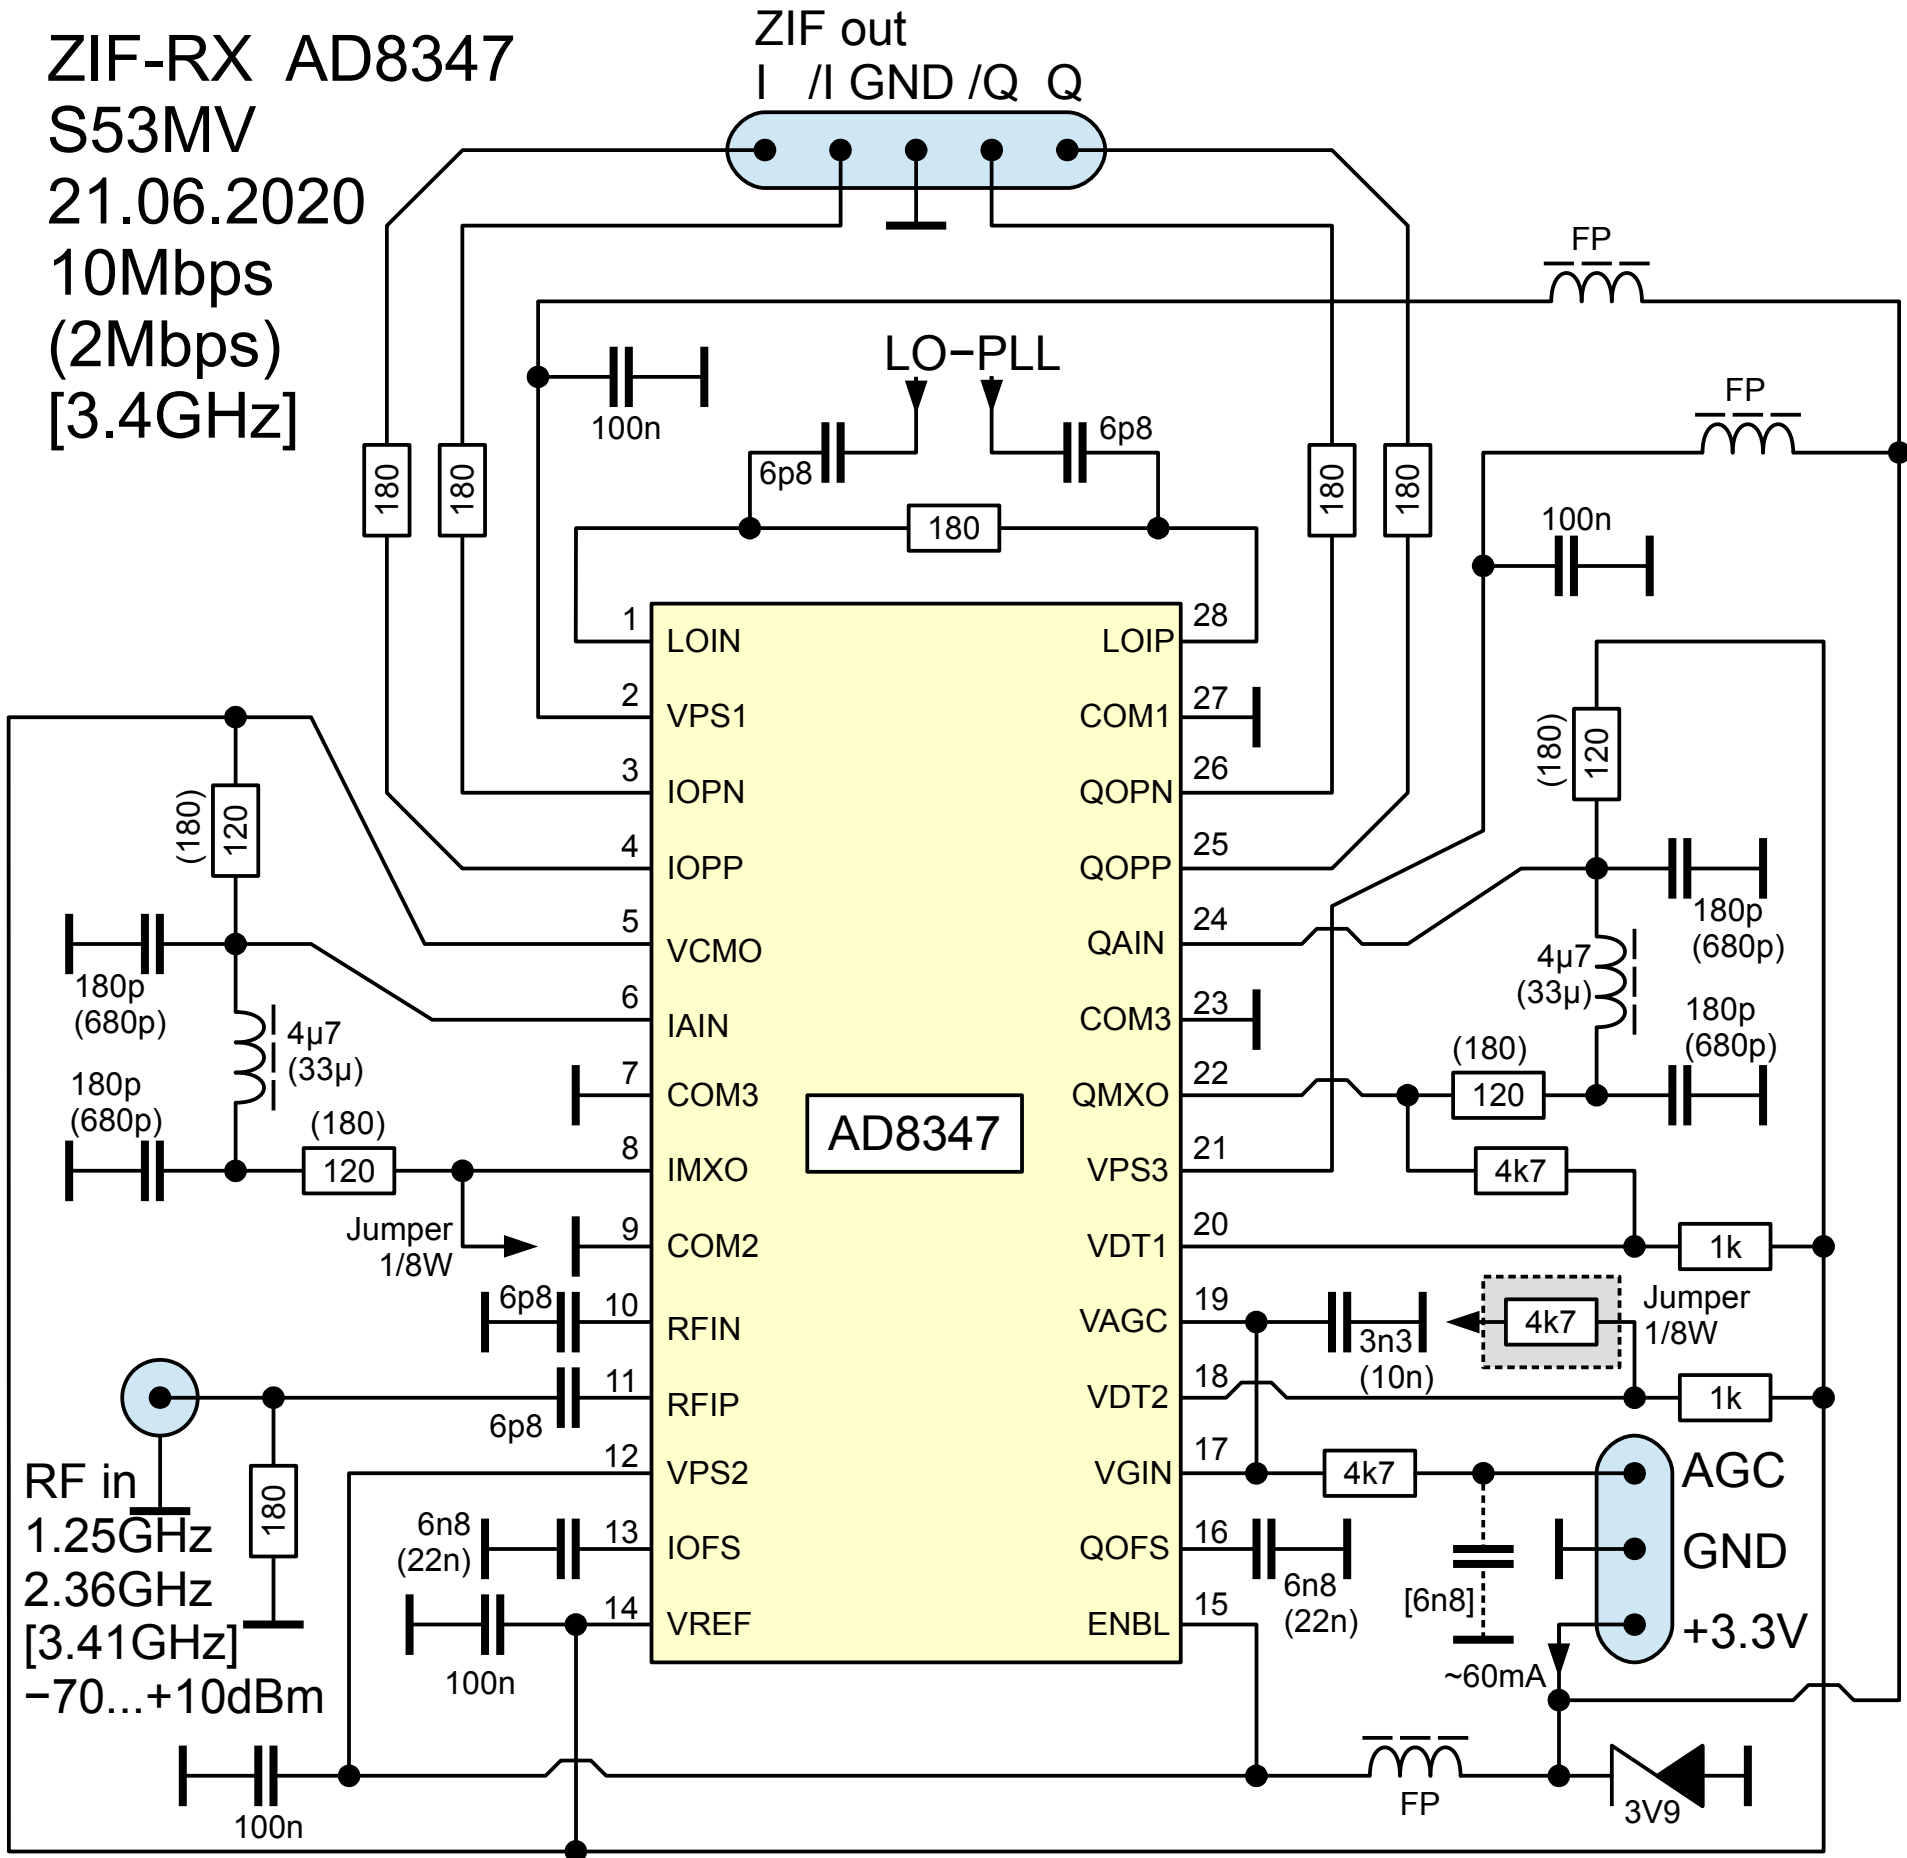 ZIF-RX AD8347
S53MV
21.06.2020
10Mbps
(2Mbps)
[3.4GHz]
ZIF out
I /I GND /Q Q
FP
FP
LO−PLL
100n
6p8
6p8
180
180
180
180
180
100n
1 LOIN
2 VPS1
3 IOPN
4 IOPP
5 VCMO
6 IAIN
7 COM3
8 IMXO
9 COM2
10 RFIN
11 RFIP
12 VPS2
13 IOFS
14 VREF
AD8347
28 LOIP
27 COM1
26 QOPN
25 QOPP
24 QAIN
23 COM3
22 QMXO
21 VPS3
20 VDT1
19 VAGC
18 VDT2
17 VGIN
16 QOFS
15 ENBL
(180)
120
180p
(680p)
4µ7
(33µ)
180p
(680p)
(180)
120
Jumper
1/8W
6p8
6p8
RF in
1.25GHz
2.36GHz
[3.41GHz]
−70...+10dBm
180
6n8
(22n)
100n
100n
(180)
120
180p
(680p)
4µ7
(33µ)
180p
(680p)
(180)
120
4k7
1k
3n3
(10n)
4k7
Jumper
1/8W
1k
4k7
6n8
(22n)
[6n8]
AGC
GND
+3.3V
~60mA
FP
3V9